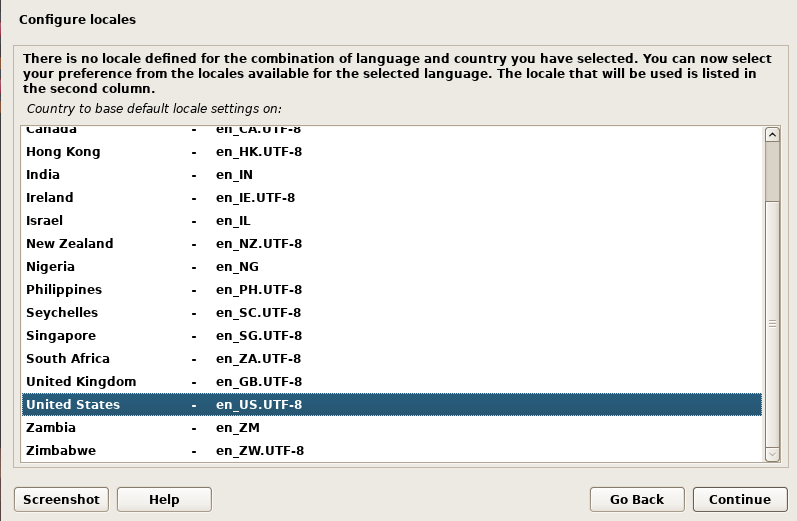 Configure locales
There is no locale defined for the combination of language and country you have selected. You can now select
your preference from the locales available for the selected language. The locale that will be used is listed in
the second column.
Country to base default locale settings on:
Canada - en_CA.UTF-8
Hong Kong - en_HK.UTF-8
India - en_IN
Ireland - en_IE.UTF-8
Israel - en_IL
New Zealand - en_NZ.UTF-8
Nigeria - en_NG
Philippines - en_PH.UTF-8
Seychelles - en_SC.UTF-8
Singapore - en_SG.UTF-8
South Africa - en_ZA.UTF-8
United Kingdom - en_GB.UTF-8
United States - en_US.UTF-8
Zambia - en_ZM
Zimbabwe - en_ZW.UTF-8
Screenshot Help Go Back Continue